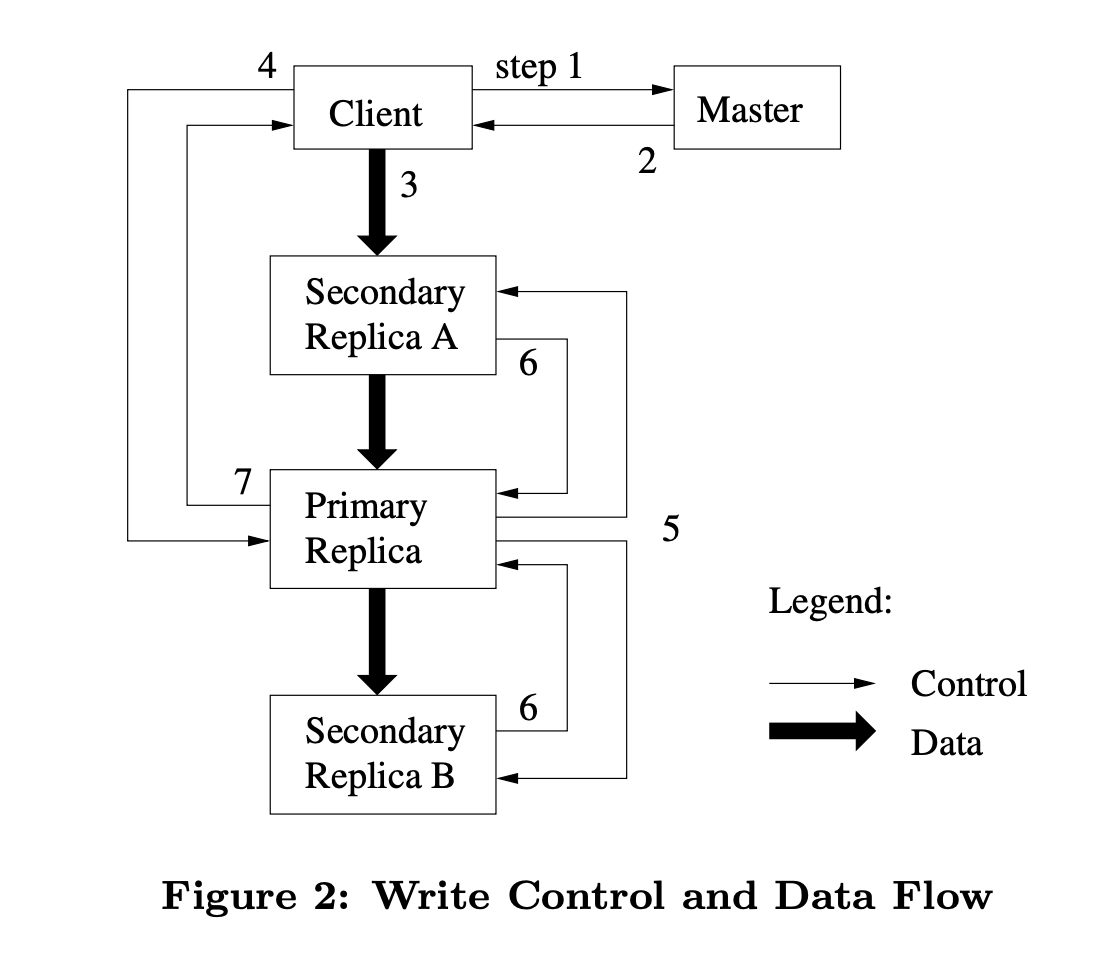 4
step 1
Client
Master
2
3
Secondary
Replica A
6
7
Primary
Replica
5
Legend:
Control
Data
6
Secondary
Replica B
Figure 2: Write Control and Data Flow